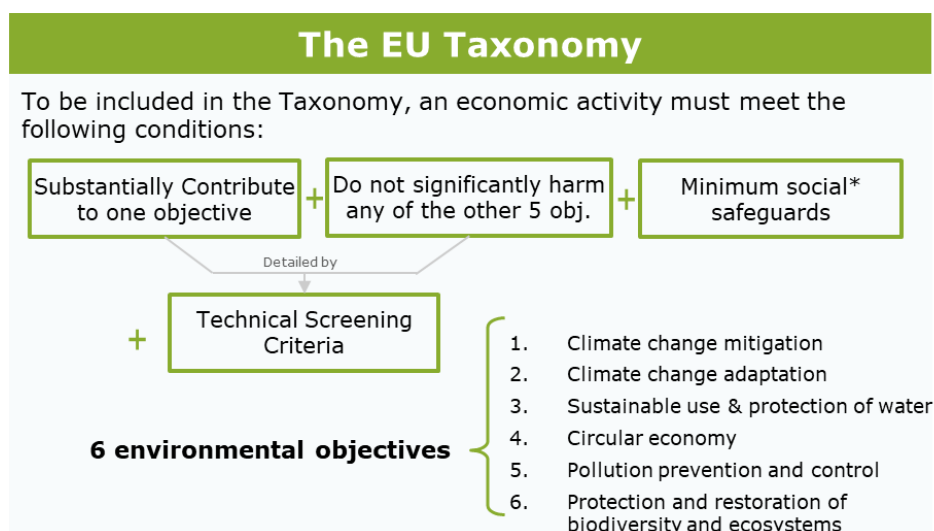 The EU Taxonomy
To be included in the Taxonomy, an economic activity must meet the
following conditions:
Substantially Contribute
to one objective
+
Do not significantly harm
any of the other 5 obj.
+
Minimum social*
safeguards
Detailed by
+
Technical Screening
Criteria
6 environmental objectives
1. Climate change mitigation
2. Climate change adaptation
3. Sustainable use & protection of water
4. Circular economy
5. Pollution prevention and control
6. Protection and restoration of
biodiversity and ecosystems